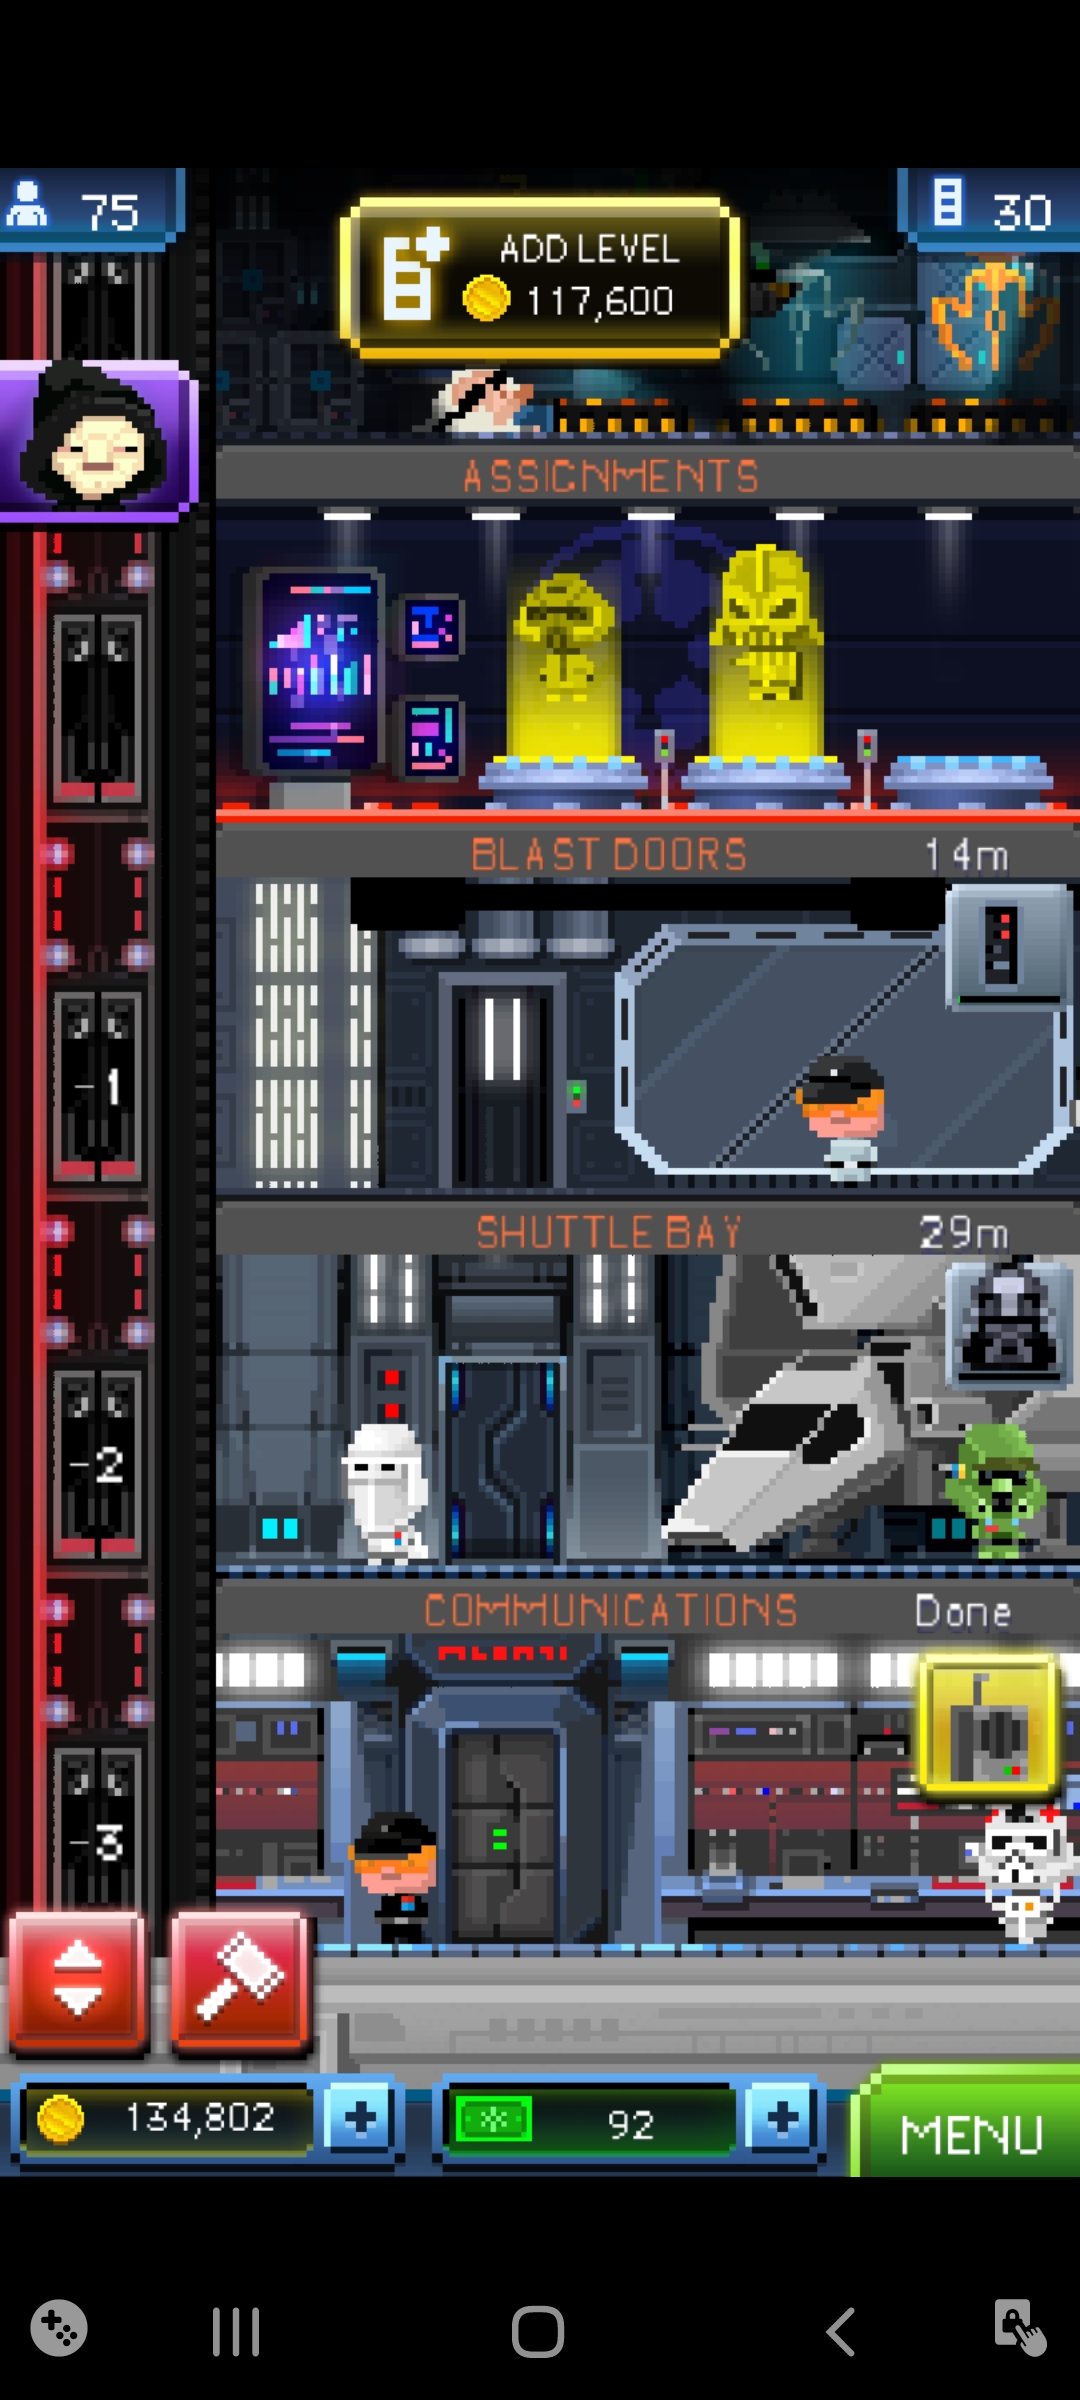 75
ADD LEVEL
117,600
30
ASSIGNMENTS
BLAST DOORS 14m
-1
SHUTTLE BAY 29m
-2
COMMUNICATIONS Done
-3
134,802
92
MENU